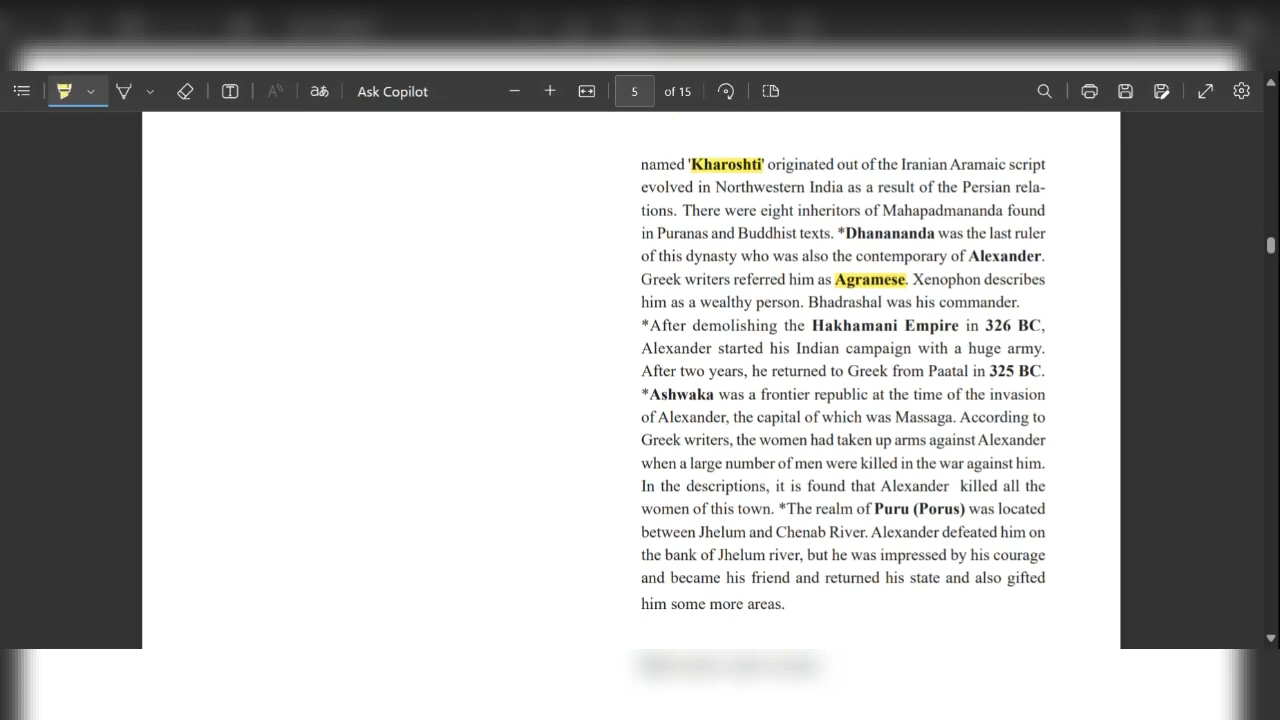 Ask Copilot
5
of 15
named 'Kharoshti' originated out of the Iranian Aramaic script
evolved in Northwestern India as a result of the Persian rela-
tions. There were eight inheritors of Mahapadmananda found
in Puranas and Buddhist texts. *Dhanananda was the last ruler
of this dynasty who was also the contemporary of Alexander.
Greek writers referred him as Agramese. Xenophon describes
him as a wealthy person. Bhadrashal was his commander.
*After demolishing the Hakhamani Empire in 326 BC,
Alexander started his Indian campaign with a huge army.
After two years, he returned to Greek from Paatal in 325 BC.
*Ashwaka was a frontier republic at the time of the invasion
of Alexander, the capital of which was Massaga. According to
Greek writers, the women had taken up arms against Alexander
when a large number of men were killed in the war against him.
In the descriptions, it is found that Alexander killed all the
women of this town. *The realm of Puru (Porus) was located
between Jhelum and Chenab River. Alexander defeated him on
the bank of Jhelum river, but he was impressed by his courage
and became his friend and returned his state and also gifted
him some more areas.